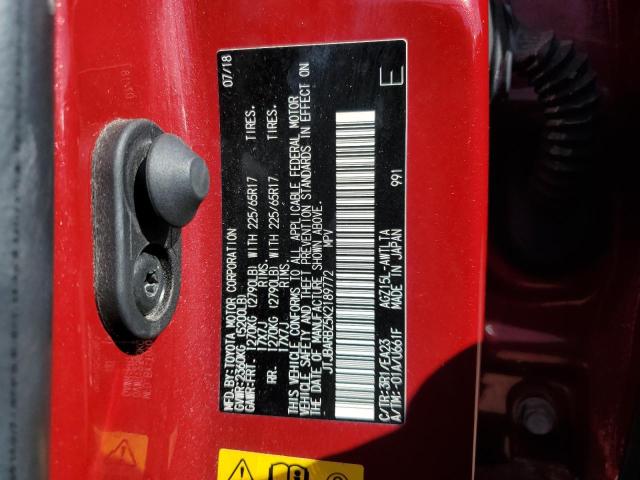 MFD. BY: TOYOTA MOTOR CORPORATION 07/18
GVWR: 2360KG (5200LB)
GAWR: FRT. 1270KG (2790LB) WITH 225/65R17 TIRES.
17X7J RIMS.
RR. 1270KG (2790LB) WITH 225/65R17 TIRES.
17X7J RIMS.
THIS VEHICLE CONFORMS TO ALL APPLICABLE FEDERAL MOTOR
VEHICLE SAFETY AND THEFT PREVENTION STANDARDS IN EFFECT ON
THE DATE OF MANUFACTURE SHOWN ABOVE.
JTJBARBZ5K2189772 MPV
C/TR: 3R1/EA23 AGZ15L-AWTLTA 991
A/TM: -01A/U661F MADE IN JAPAN
E